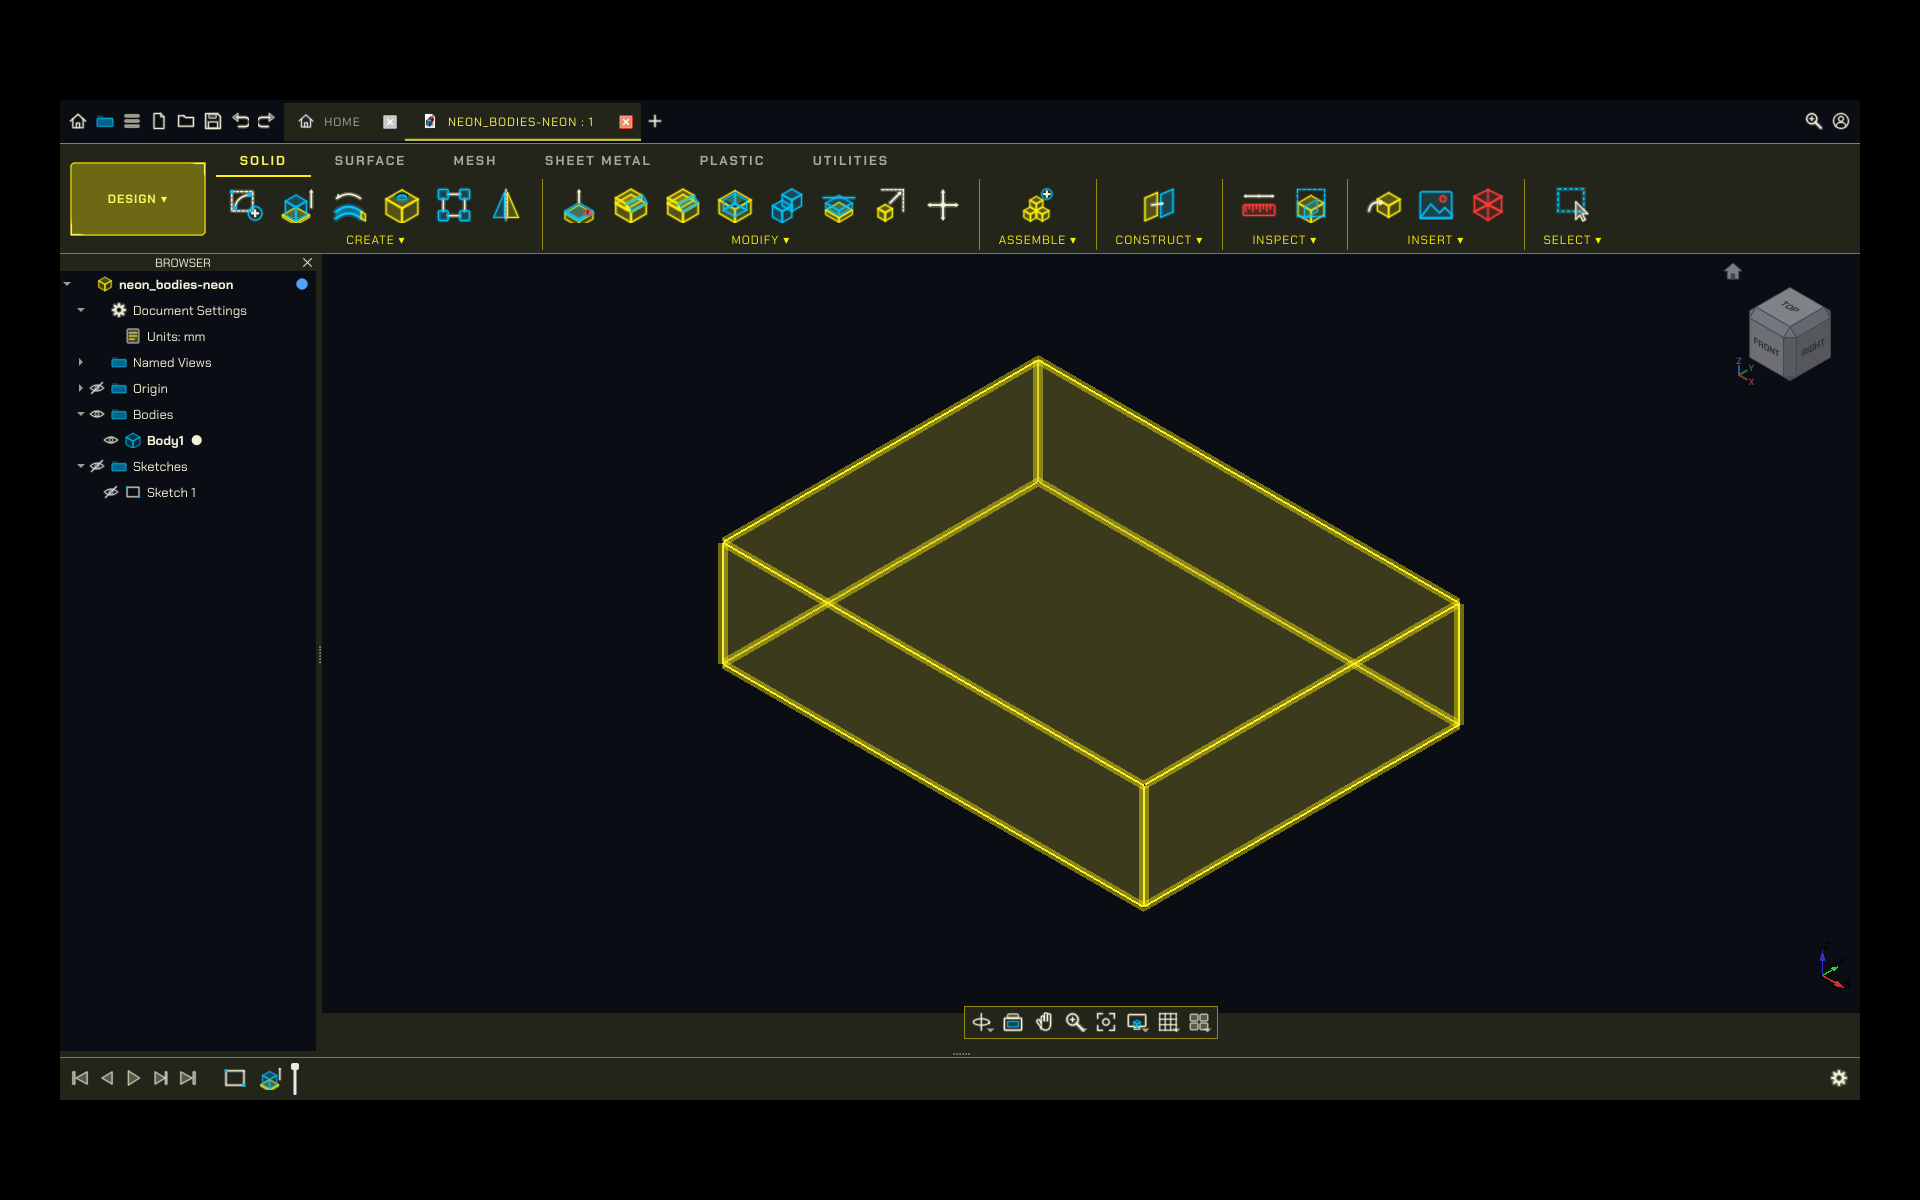 HOME
NEON_BODIES-NEON : 1
DESIGN ▾
SOLID
SURFACE
MESH
SHEET METAL
PLASTIC
UTILITIES
CREATE ▾
MODIFY ▾
ASSEMBLE ▾
CONSTRUCT ▾
INSPECT ▾
INSERT ▾
SELECT ▾
BROWSER
neon_bodies-neon
Document Settings
Units: mm
Named Views
Origin
Bodies
Body1
Sketches
Sketch 1
TOP
FRONT
RIGHT
Z
Y
X
Z